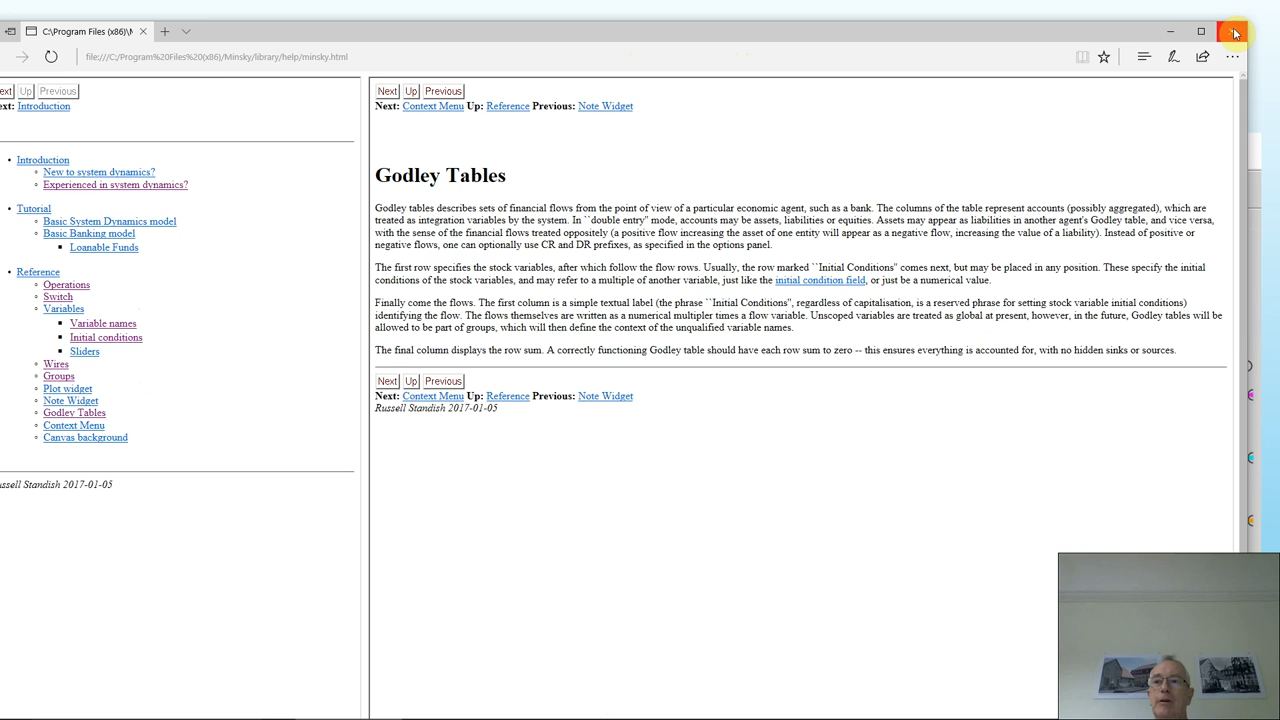 C:\Program Files (x86)\M
file:///C:/Program%20Files%20(x86)/Minsky/library/help/minsky.html
ext Up Previous
ext: Introduction
• Introduction
◦ New to system dynamics?
◦ Experienced in system dynamics?
• Tutorial
◦ Basic System Dynamics model
◦ Basic Banking model
▪ Loanable Funds
• Reference
◦ Operations
◦ Switch
◦ Variables
▪ Variable names
▪ Initial conditions
▪ Sliders
◦ Wires
◦ Groups
◦ Plot widget
◦ Note Widget
◦ Godley Tables
◦ Context Menu
◦ Canvas background
ussell Standish 2017-01-05
Next Up Previous
Next: Context Menu Up: Reference Previous: Note Widget
Godley Tables
Godley tables describes sets of financial flows from the point of view of a particular economic agent, such as a bank. The columns of the table represent accounts (possibly aggregated), which are
treated as integration variables by the system. In ``double entry'' mode, accounts may be assets, liabilities or equities. Assets may appear as liabilities in another agent's Godley table, and vice versa,
with the sense of the financial flows treated oppositely (a positive flow increasing the asset of one entity will appear as a negative flow, increasing the value of a liability). Instead of positive or
negative flows, one can optionally use CR and DR prefixes, as specified in the options panel.
The first row specifies the stock variables, after which follow the flow rows. Usually, the row marked ``Initial Conditions'' comes next, but may be placed in any position. These specify the initial
conditions of the stock variables, and may refer to a multiple of another variable, just like the initial condition field, or just be a numerical value.
Finally come the flows. The first column is a simple textual label (the phrase ``Initial Conditions'', regardless of capitalisation, is a reserved phrase for setting stock variable initial conditions)
identifying the flow. The flows themselves are written as a numerical multipler times a flow variable. Unscoped variables are treated as global at present, however, in the future, Godley tables will be
allowed to be part of groups, which will then define the context of the unqualified variable names.
The final column displays the row sum. A correctly functioning Godley table should have each row sum to zero -- this ensures everything is accounted for, with no hidden sinks or sources.
Next Up Previous
Next: Context Menu Up: Reference Previous: Note Widget
Russell Standish 2017-01-05